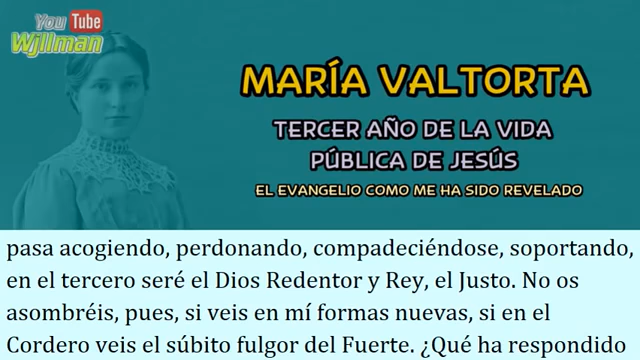 You Tube
Wjllman
MARÍA VALTORTA
TERCER AÑO DE LA VIDA
PÚBLICA DE JESÚS
EL EVANGELIO COMO ME HA SIDO REVELADO
pasa acogiendo, perdonando, compadeciéndose, soportando,
en el tercero seré el Dios Redentor y Rey, el Justo. No os
asombréis, pues, si veis en mí formas nuevas, si en el
Cordero veis el súbito fulgor del Fuerte. ¿Qué ha respondido